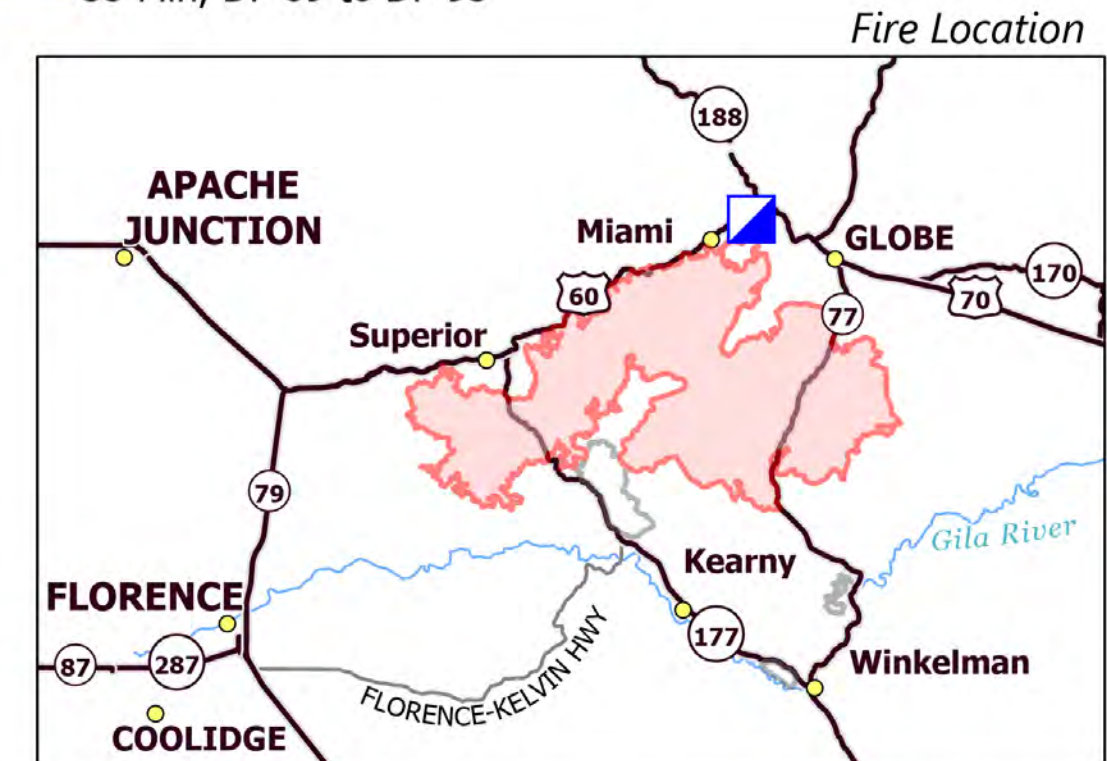 Fire Location
188
APACHE
JUNCTION
Miami
GLOBE
170
60
70
77
Superior
79
Gila River
Kearny
FLORENCE
177
87
287
FLORENCE-KELVIN HWY
Winkelman
COOLIDGE